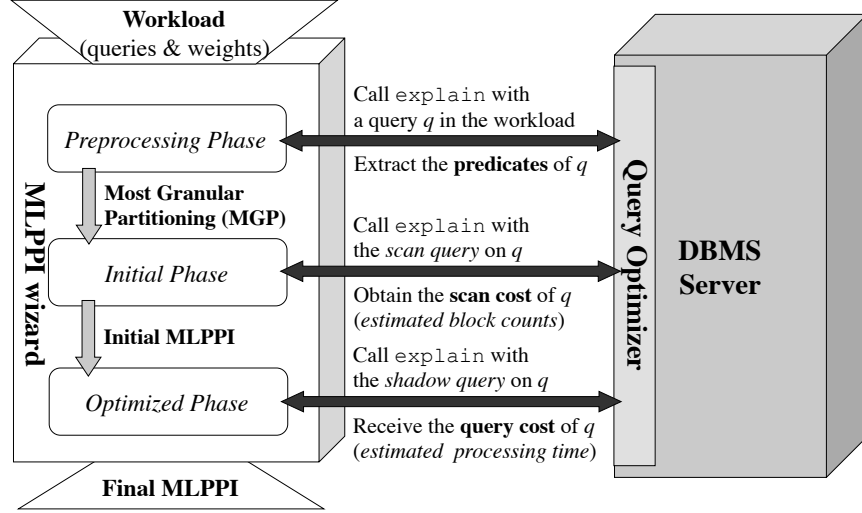 Workload
(queries & weights)
Call explain with
a query q in the workload
Preprocessing Phase
Extract the predicates of q
Most Granular
Partitioning (MGP)
Call explain with
the scan query on q
Initial Phase
Obtain the scan cost of q
(estimated block counts)
Initial MLPPI
Call explain with
the shadow query on q
Optimized Phase
Receive the query cost of q
(estimated processing time)
Final MLPPI
MLPPI wizard
Query Optimizer
DBMS
Server